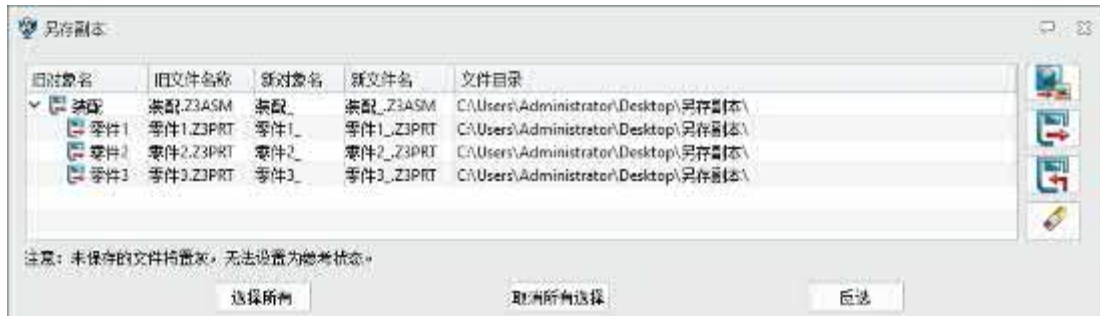 另存副本
旧对象名 旧文件名称 新对象名 新文件名 文件目录
装配 装配.Z3ASM 装配_ 装配_.Z3ASM C:\Users\Administrator\Desktop\另存副本\
零件1 零件1.Z3PRT 零件1_ 零件1_.Z3PRT C:\Users\Administrator\Desktop\另存副本\
零件2 零件2.Z3PRT 零件2_ 零件2_.Z3PRT C:\Users\Administrator\Desktop\另存副本\
零件3 零件3.Z3PRT 零件3_ 零件3_.Z3PRT C:\Users\Administrator\Desktop\另存副本\
注意：未保存的文件将置灰，无法设置为参考状态。
选择所有 取消所有选择 反选